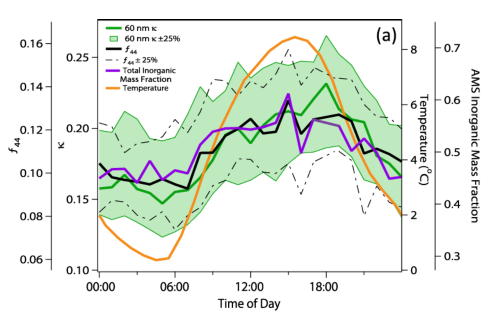 60 nm κ
60 nm κ ±25%
f44
f44 ± 25%
Total Inorganic
Mass Fraction
Temperature
(a)
0.16
0.14
0.12
0.10
0.08
0.06
f44
0.25
0.20
0.15
0.10
κ
8
6
4
2
0
Temperature (°C)
0.7
0.6
0.5
0.4
0.3
AMS Inorganic Mass Fraction
00:00
06:00
12:00
18:00
Time of Day